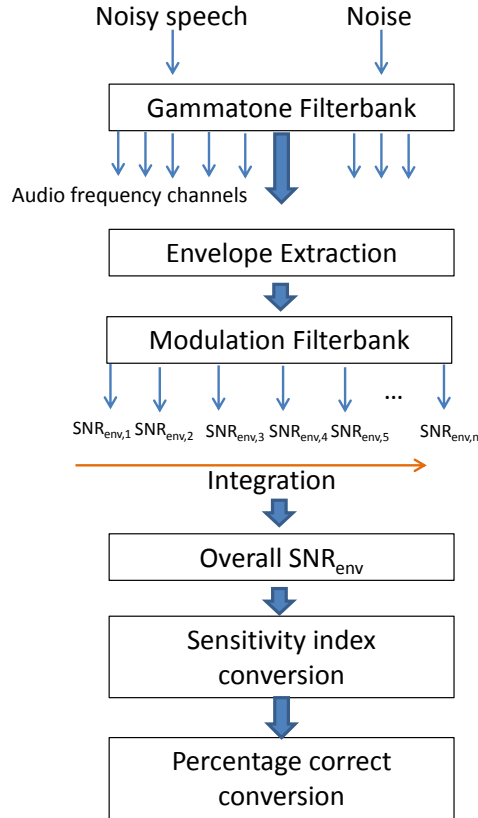 Noisy speech Noise
Gammatone Filterbank
Audio frequency channels
Envelope Extraction
Modulation Filterbank
...
SNRenv,1 SNRenv,2 SNRenv,3 SNRenv,4 SNRenv,5 SNRenv,n
Integration
Overall SNRenv
Sensitivity index
conversion
Percentage correct
conversion